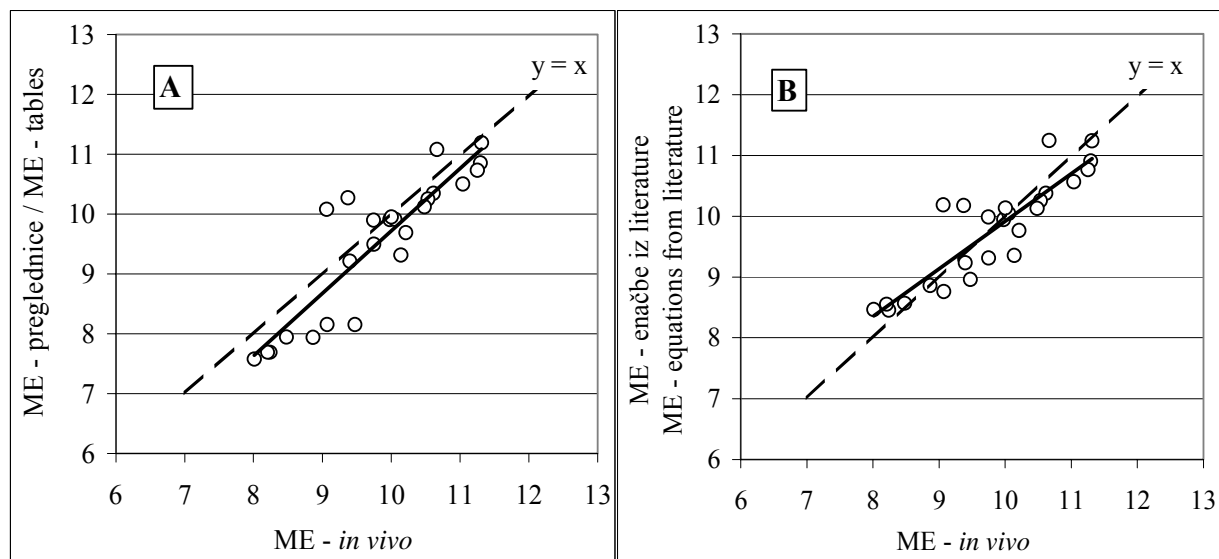 13
12
11
10
9
8
7
6
ME - preglednice / ME - tables
A
y = x
6 7 8 9 10 11 12 13
ME - in vivo
13
12
11
10
9
8
7
6
ME - enačbe iz literature
ME - equations from literature
B
y = x
6 7 8 9 10 11 12 13
ME - in vivo